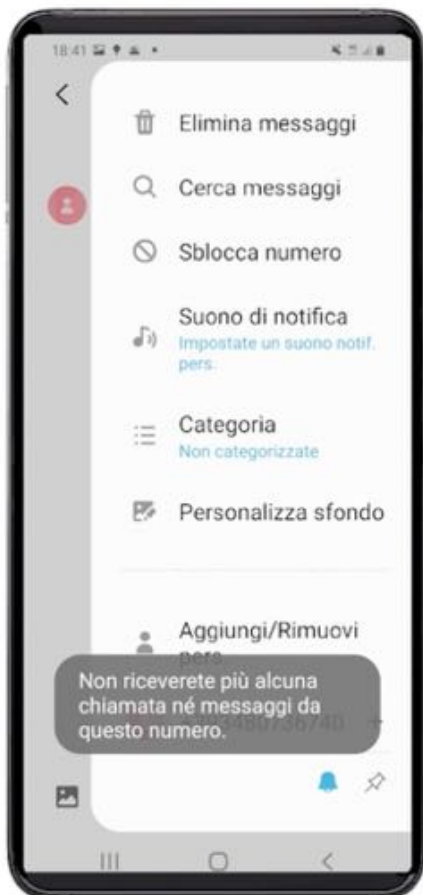 18:41
Elimina messaggi
Cerca messaggi
Sblocca numero
Suono di notifica
Impostate un suono notif.
pers.
Categoria
Non categorizzate
Personalizza sfondo
Aggiungi/Rimuovi
pers.
Non riceverete più alcuna
chiamata né messaggi da
questo numero.